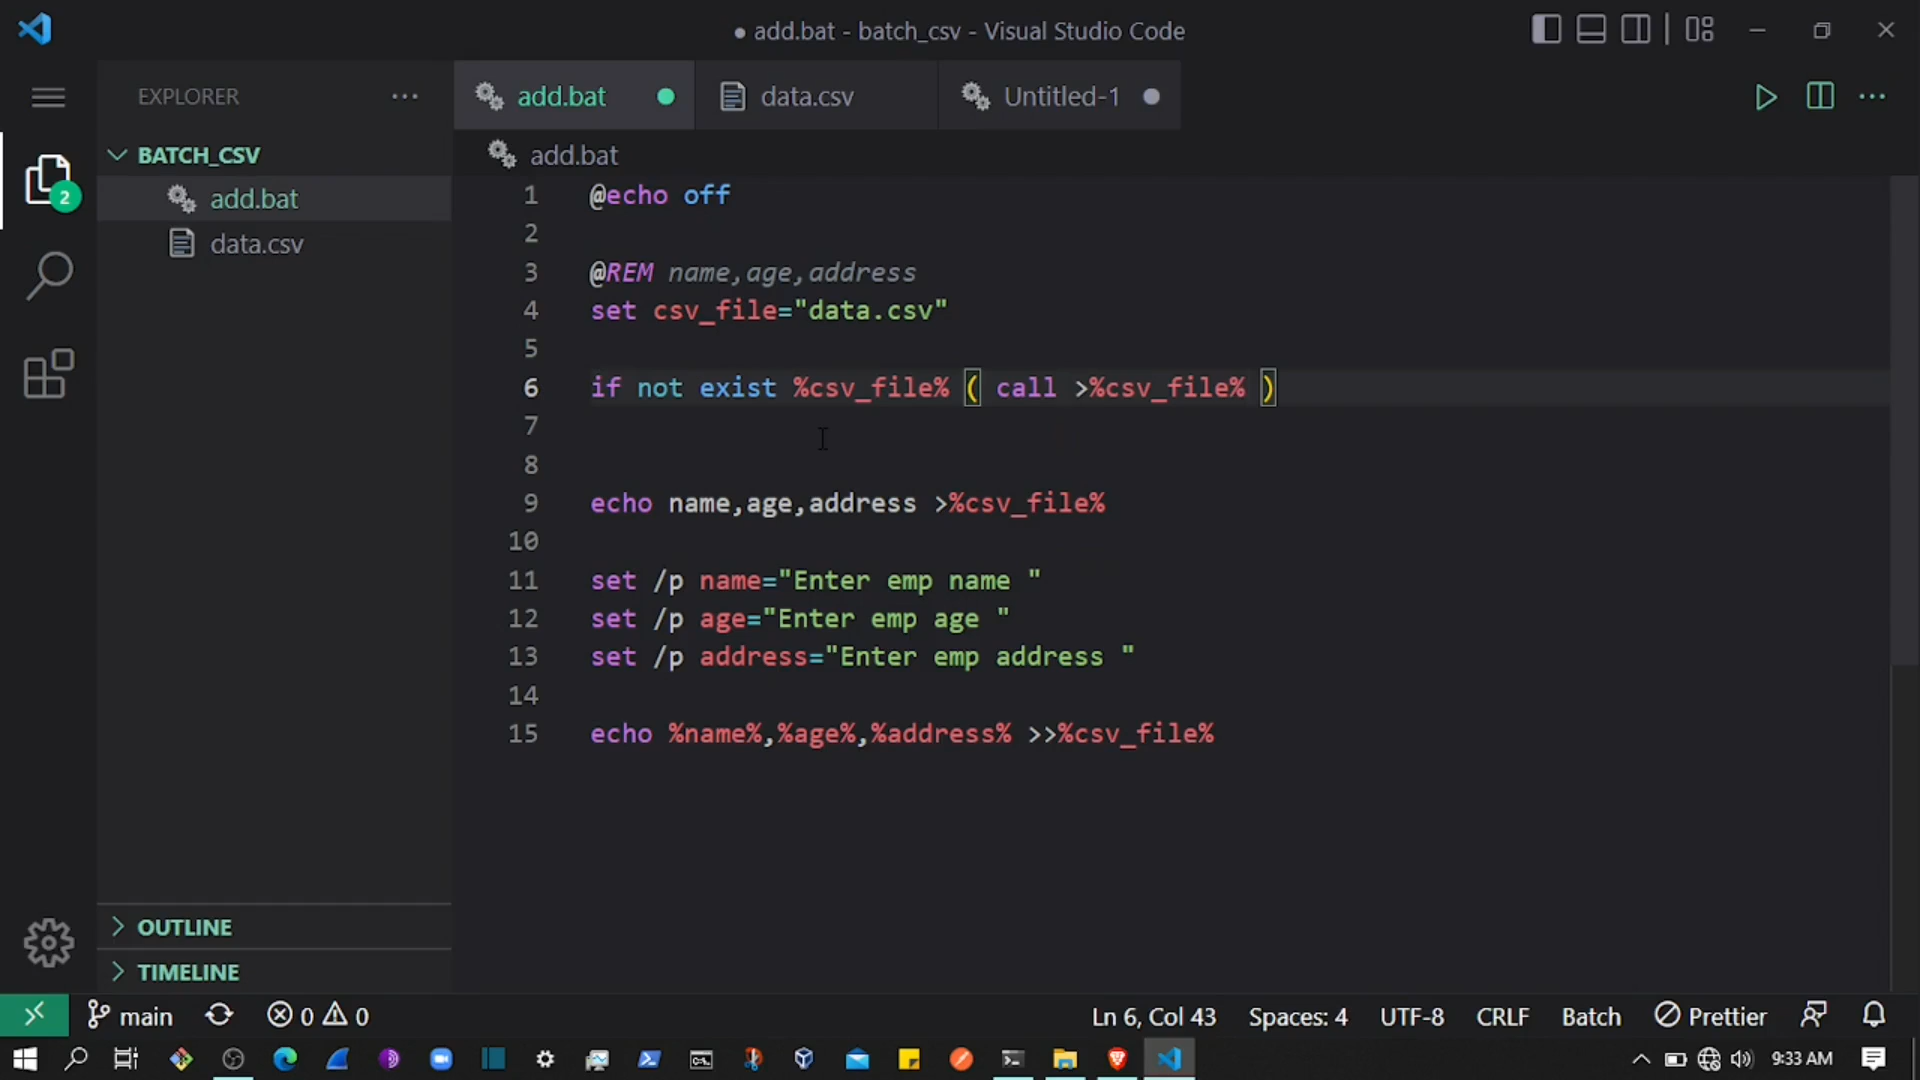 add.bat - batch_csv - Visual Studio Code
EXPLORER
add.bat
data.csv
Untitled-1
BATCH_CSV
add.bat
data.csv
add.bat
1 @echo off
2
3 @REM name,age,address
4 set csv_file="data.csv"
5
6 if not exist %csv_file% ( call >%csv_file% )
7
8
9 echo name,age,address >%csv_file%
10
11 set /p name="Enter emp name "
12 set /p age="Enter emp age "
13 set /p address="Enter emp address "
14
15 echo %name%,%age%,%address% >>%csv_file%
2
OUTLINE
TIMELINE
main 0 0 Ln 6, Col 43 Spaces: 4 UTF-8 CRLF Batch Prettier
9:33 AM